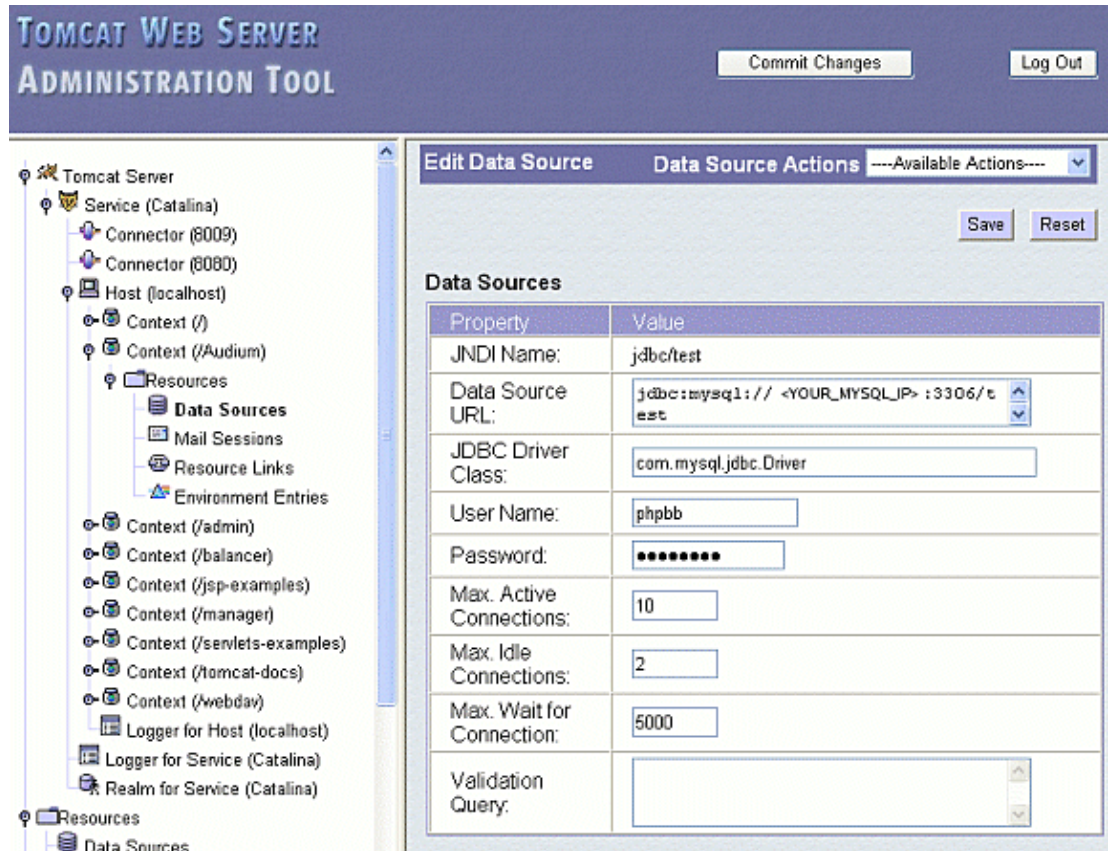 TOMCAT WEB SERVER
ADMINISTRATION TOOL
Commit Changes
Log Out
Tomcat Server
Service (Catalina)
Connector (8009)
Connector (8080)
Host (localhost)
Context (/)
Context (/Audium)
Resources
Data Sources
Mail Sessions
Resource Links
Environment Entries
Context (/admin)
Context (/balancer)
Context (/jsp-examples)
Context (/manager)
Context (/servlets-examples)
Context (/tomcat-docs)
Context (/webdav)
Logger for Host (localhost)
Logger for Service (Catalina)
Realm for Service (Catalina)
Resources
Data Sources
Edit Data Source
Data Source Actions
----Available Actions----
Save
Reset
Data Sources
Property
Value
JNDI Name:
jdbc/test
Data Source
URL:
jdbc:mysql:// <YOUR_MYSQL_IP> :3306/t
est
JDBC Driver
Class:
com.mysql.jdbc.Driver
User Name:
phpbb
Password:
●●●●●●●●
Max. Active
Connections:
10
Max. Idle
Connections:
2
Max. Wait for
Connection:
5000
Validation
Query: